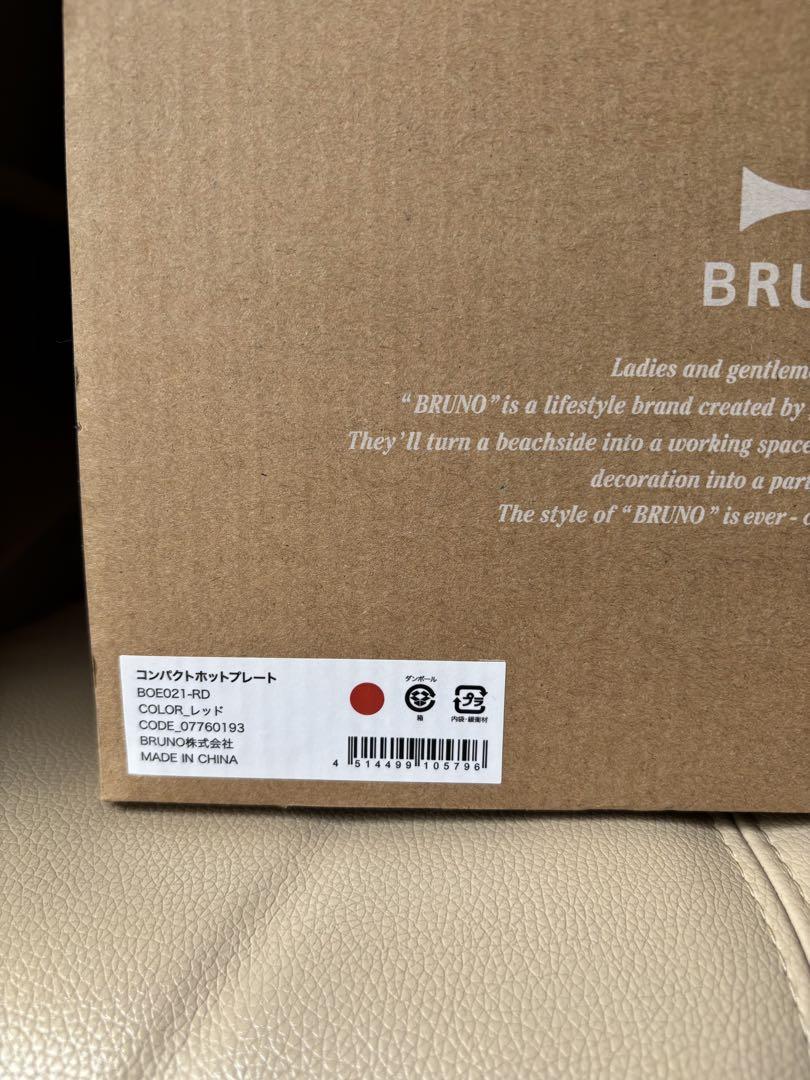 BRU
Ladies and gentlem
“BRUNO” is a lifestyle brand created by
They’ll turn a beachside into a working space
decoration into a part
The style of “BRUNO” is ever - c
コンパクトホットプレート
BOE021-RD
COLOR_レッド
CODE_07760193
BRUNO株式会社
MADE IN CHINA
ダンボール
箱
プラ
内袋・緩衝材
4 514499 105796